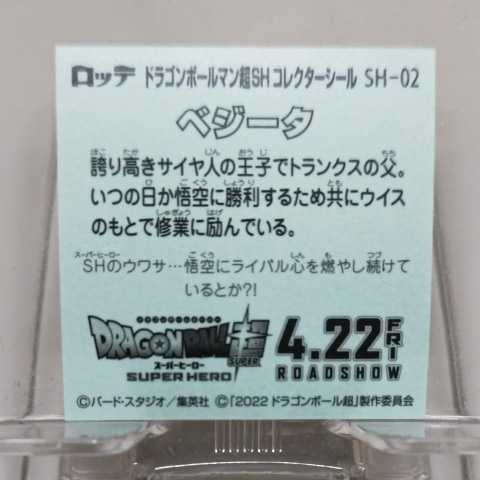 ロッテ ドラゴンボールマン超SHコレクターシール SH-02
ベジータ
誇り高きサイヤ人の王子でトランクスの父。
いつの日か悟空に勝利するため共にウイス
のもとで修業に励んでいる。
SHのウワサ…悟空にライバル心を燃やし続けて
いるとか?!
DRAGON BALL超 SUPER
スーパーヒーロー
SUPER HERO
4.22 FRI
ROADSHOW
©バード・スタジオ/集英社 ©「2022 ドラゴンボール超」製作委員会